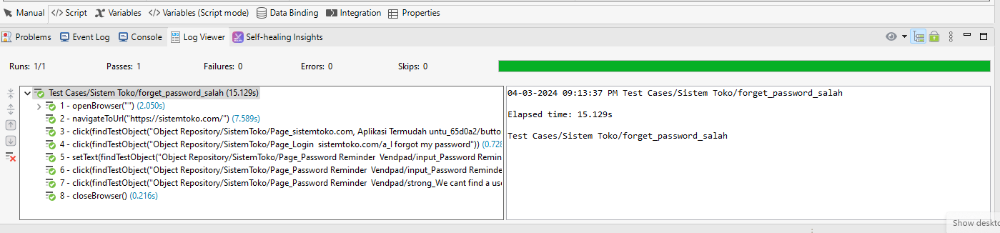 Manual </> Script Variables </> Variables (Script mode) Data Binding Integration Properties
Problems Event Log Console Log Viewer Self-healing Insights
Runs: 1/1 Passes: 1 Failures: 0 Errors: 0 Skips: 0
Test Cases/Sistem Toko/forget_password_salah (15.129s)
1 - openBrowser("") (2.050s)
2 - navigateToUrl("https://sistemtoko.com/") (7.589s)
3 - click(findTestObject("Object Repository/SistemToko/Page_sistemtoko.com, Aplikasi Termudah untu_65d0a2/butto
4 - click(findTestObject("Object Repository/SistemToko/Page_Login sistemtoko.com/a_I forgot my password")) (0.728
5 - setText(findTestObject("Object Repository/SistemToko/Page_Password Reminder Vendpad/input_Password Remin
6 - click(findTestObject("Object Repository/SistemToko/Page_Password Reminder Vendpad/input_Password Reminde
7 - click(findTestObject("Object Repository/SistemToko/Page_Password Reminder Vendpad/strong_We cant find a use
8 - closeBrowser() (0.216s)
04-03-2024 09:13:37 PM Test Cases/Sistem Toko/forget_password_salah
Elapsed time: 15.129s
Test Cases/Sistem Toko/forget_password_salah
Show deskto